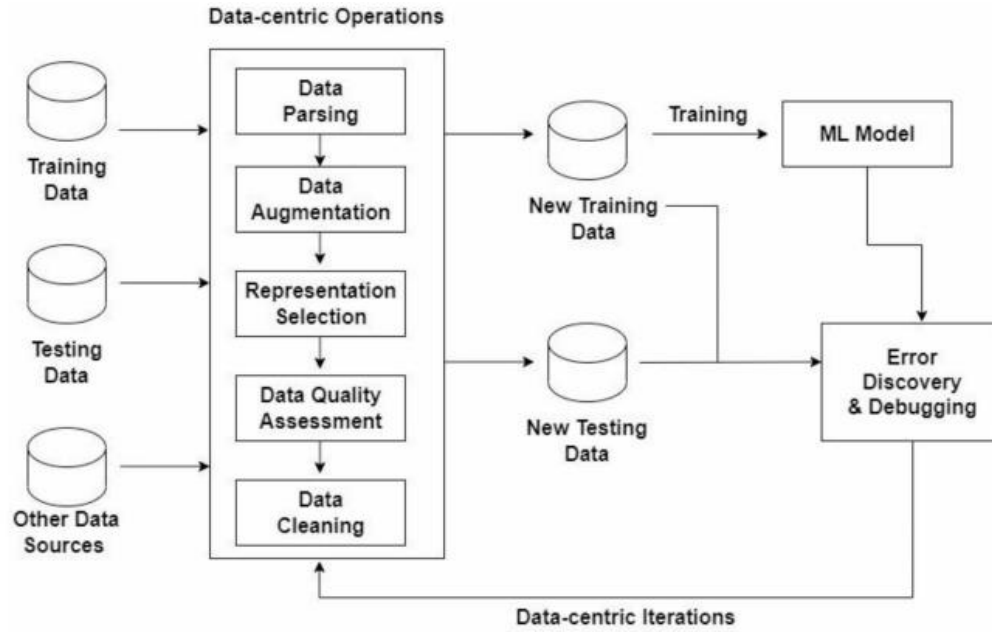 Data-centric Operations
Training
Data
Testing
Data
Other Data
Sources
Data
Parsing
Data
Augmentation
Representation
Selection
Data Quality
Assessment
Data
Cleaning
New Training
Data
New Testing
Data
Training
ML Model
Error
Discovery
& Debugging
Data-centric Iterations